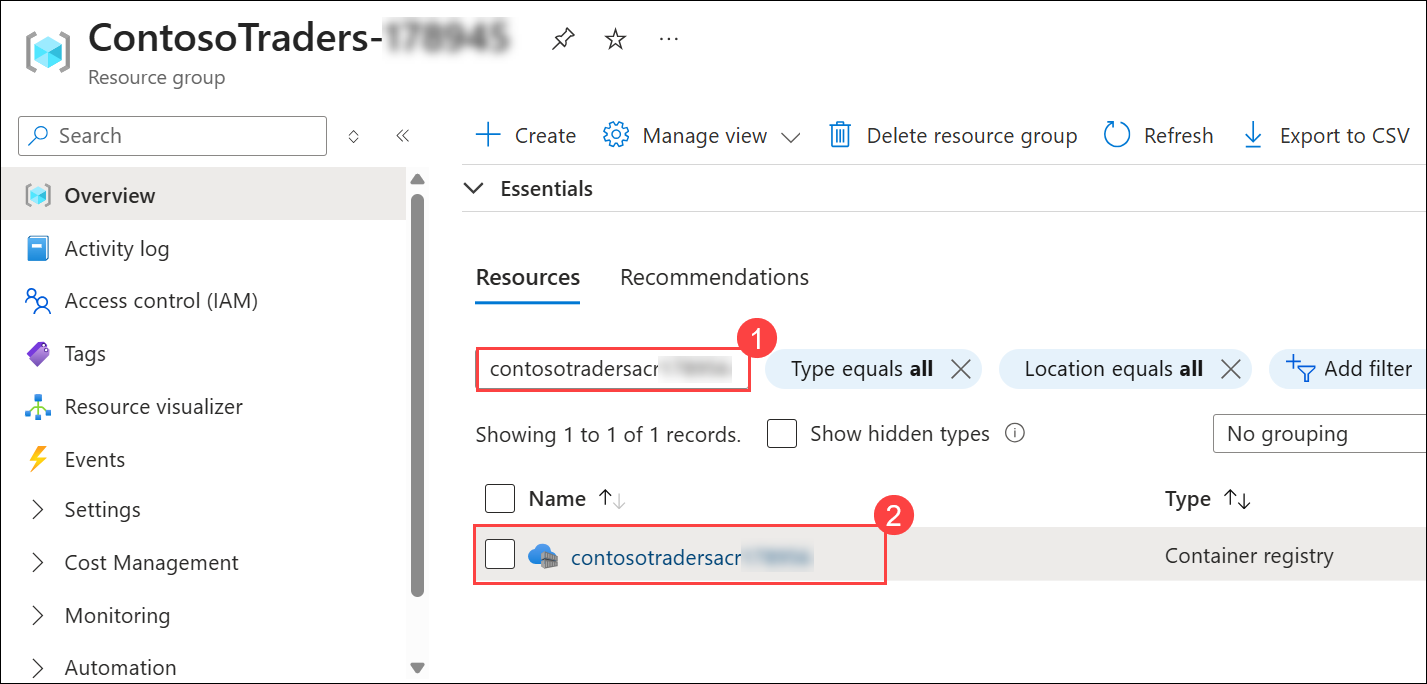 ContosoTraders-
Resource group
Search
Create
Manage view
Delete resource group
Refresh
Export to CSV
Overview
Activity log
Access control (IAM)
Tags
Resource visualizer
Events
Settings
Cost Management
Monitoring
Automation
Essentials
Resources Recommendations
1
contosotradersacr
Type equals all
Location equals all
Add filter
Showing 1 to 1 of 1 records.
Show hidden types
No grouping
Name
Type
2
contosotradersacr
Container registry